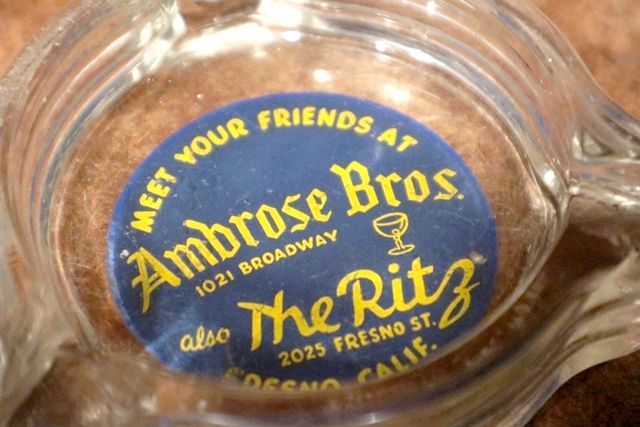 MEET YOUR FRIENDS AT
Ambrose Bros.
1021 BROADWAY
also The Ritz
2025 FRESNO ST.
FRESNO, CALIF.